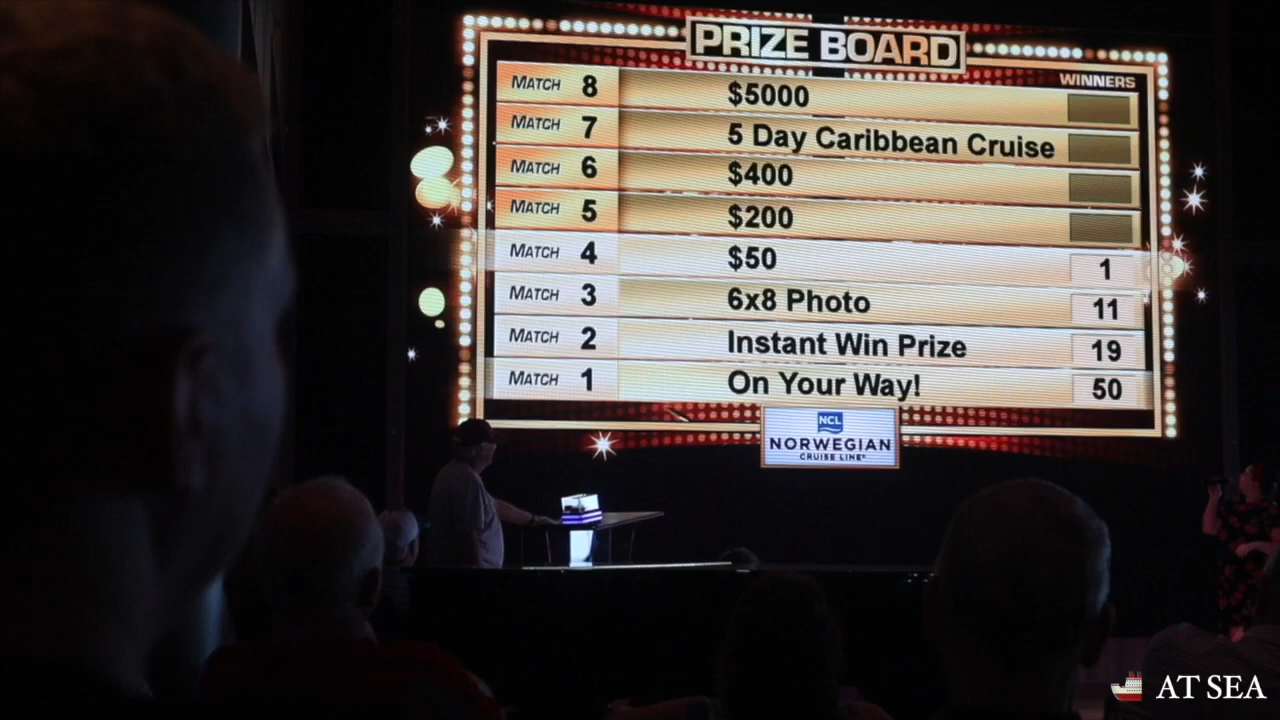 PRIZE BOARD
WINNERS
MATCH 8 $5000
MATCH 7 5 Day Caribbean Cruise
MATCH 6 $400
MATCH 5 $200
MATCH 4 $50 1
MATCH 3 6x8 Photo 11
MATCH 2 Instant Win Prize 19
MATCH 1 On Your Way! 50
NCL
NORWEGIAN
CRUISE LINE®
AT SEA